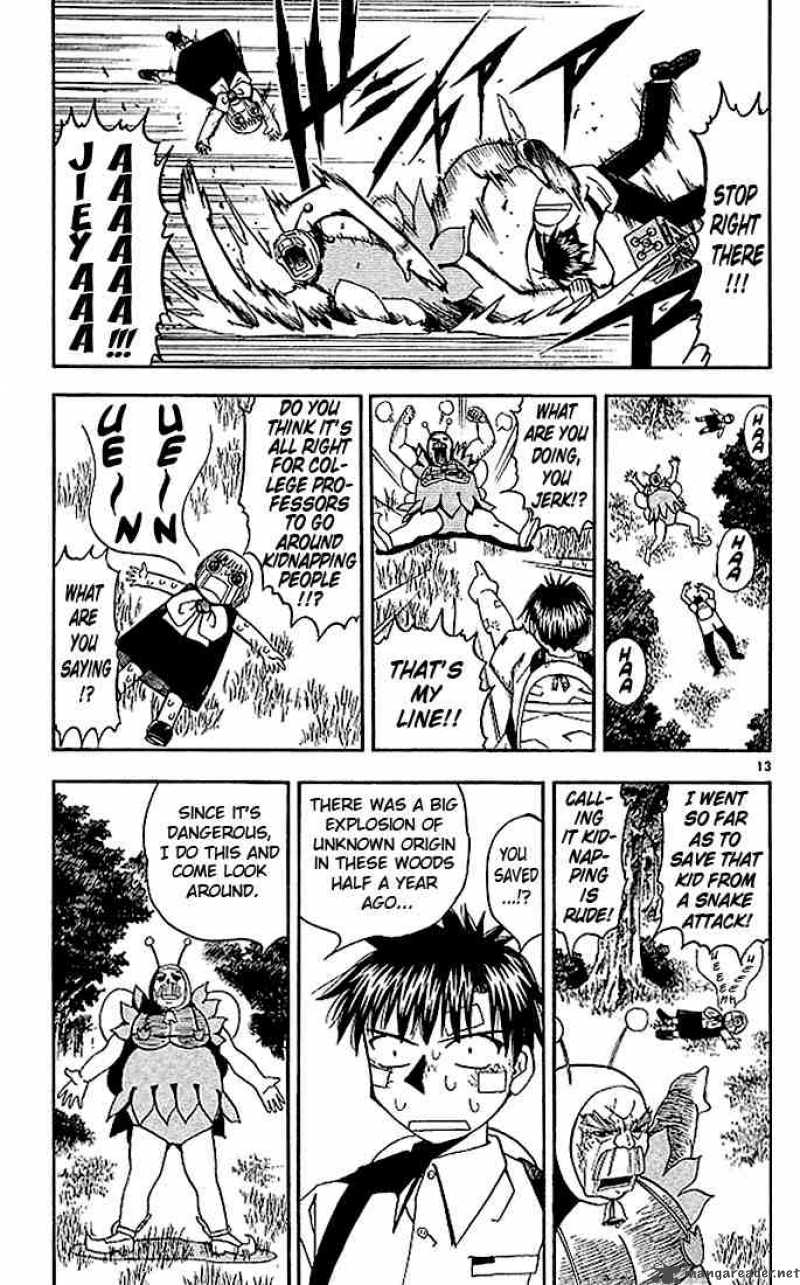 STOP
RIGHT
THERE
!!!
AAAAAAA!!!
JIEYAAA
HAA
HAA
HAA
WHAT
ARE YOU
DOING,
YOU
JERK!?
THAT'S
MY
LINE!!
DO YOU
THINK IT'S
ALL RIGHT
FOR COL-
LEGE PRO-
FESSORS
TO GO
AROUND
KIDNAPPING
PEOPLE
!!?
UE~IN
UE~IN
WHAT
ARE
YOU
SAYING
!?
13
I WENT
SO FAR
AS TO
SAVE THAT
KID FROM
A SNAKE
ATTACK!
CALL-
ING
IT KID-
NAP-
PING
IS
RUDE!
YOU
SAVED
...!?
THERE WAS A BIG
EXPLOSION OF
UNKNOWN ORIGIN
IN THESE WOODS
HALF A YEAR
AGO...
SINCE IT'S
DANGEROUS,
I DO THIS AND
COME LOOK
AROUND.
mangareader.net